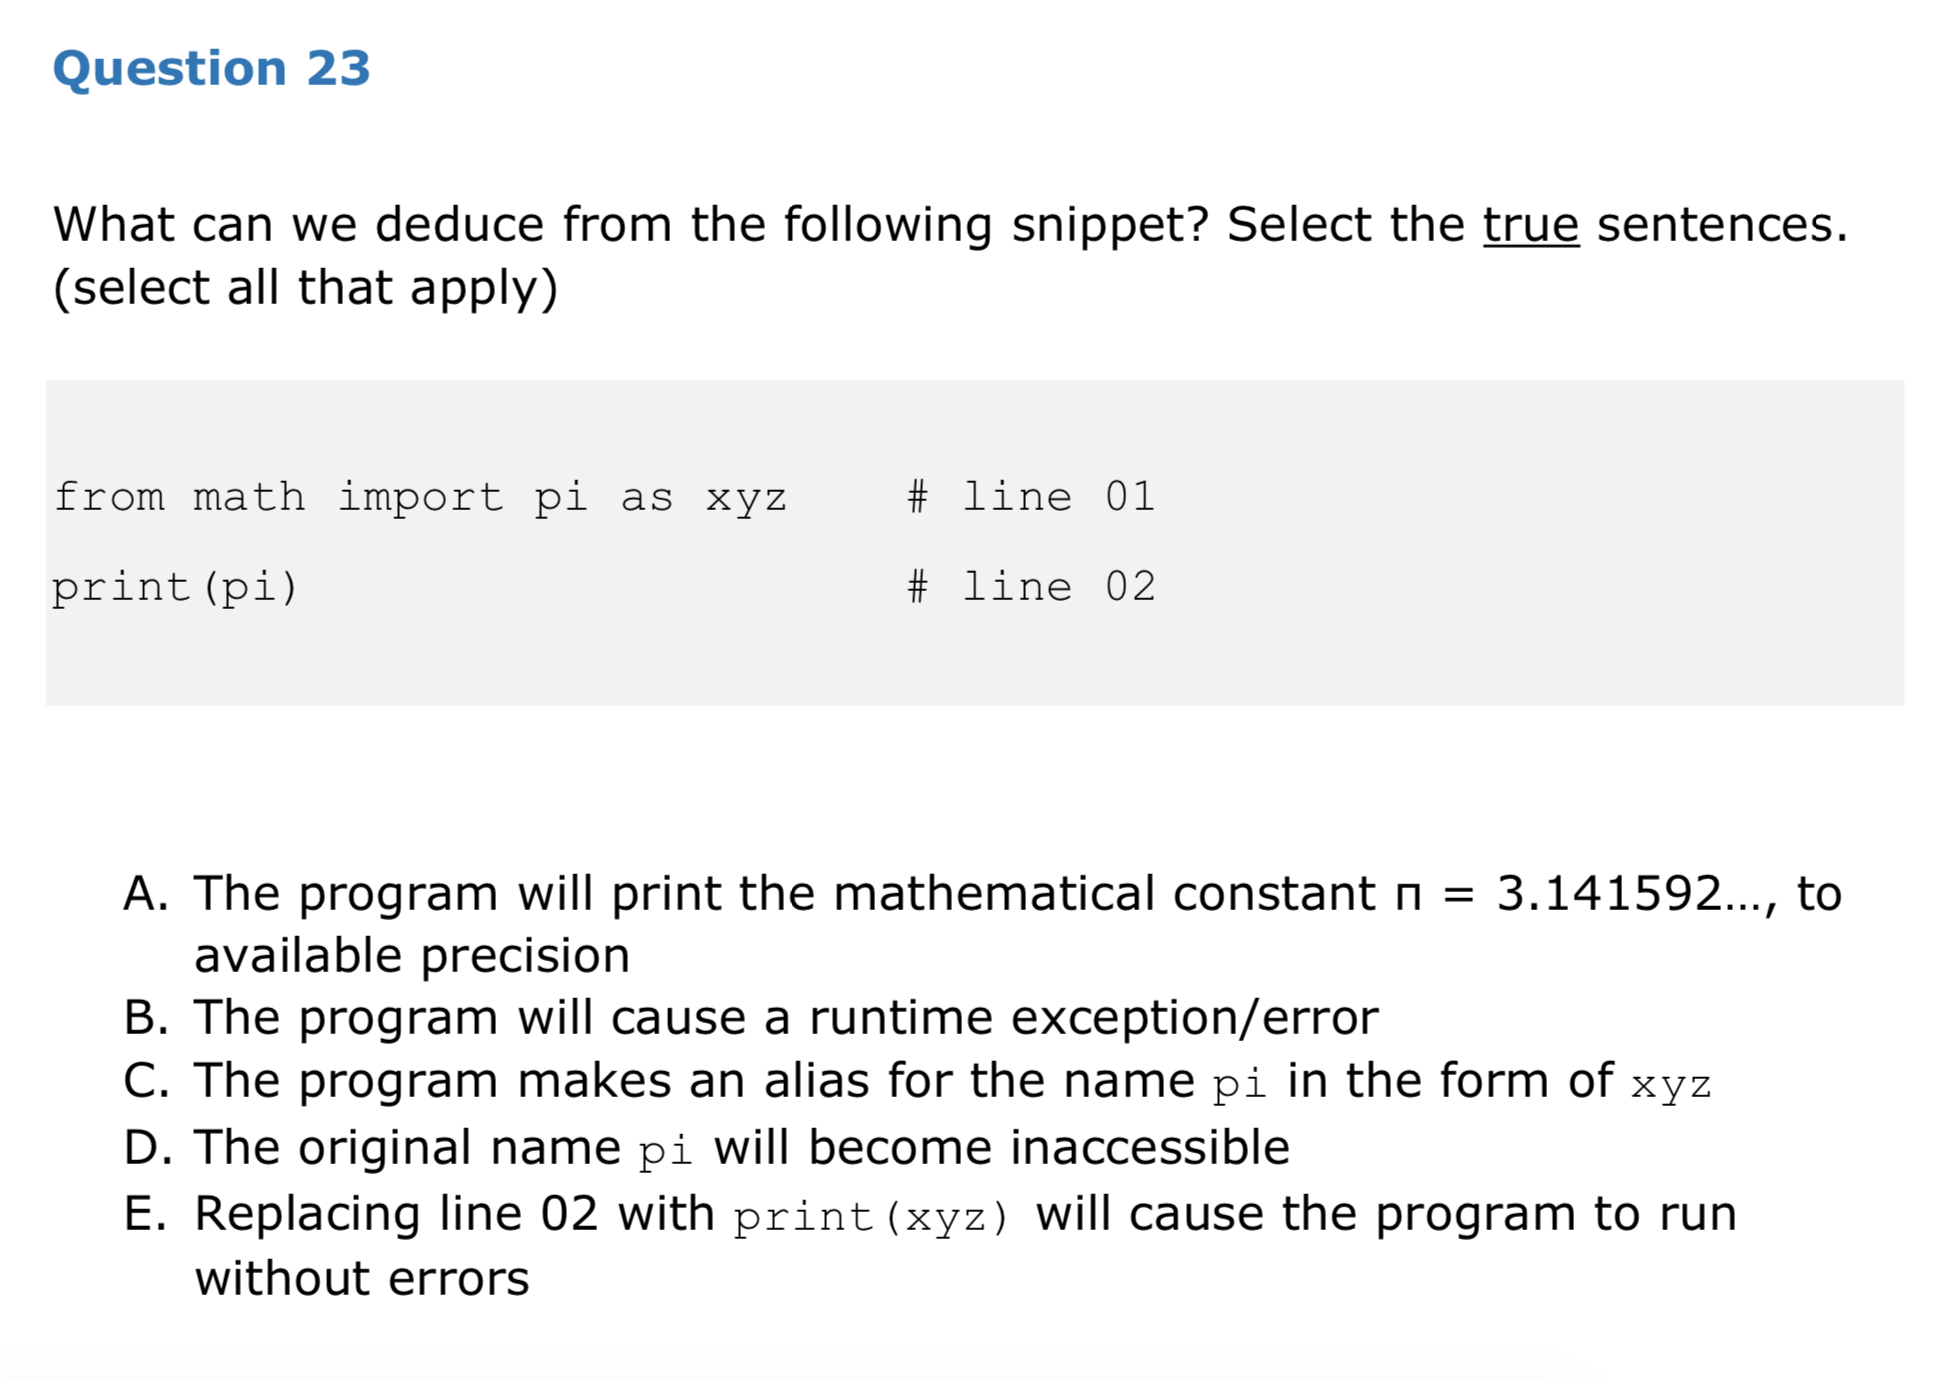 Question 23
What can we deduce from the following snippet? Select the true sentences.
(select all that apply)
from math import pi as xyz    # line 01
print(pi)                     # line 02
A. The program will print the mathematical constant п = 3.141592…, to
available precision
B. The program will cause a runtime exception/error
C. The program makes an alias for the name pi in the form of xyz
D. The original name pi will become inaccessible
E. Replacing line 02 with print(xyz) will cause the program to run
without errors